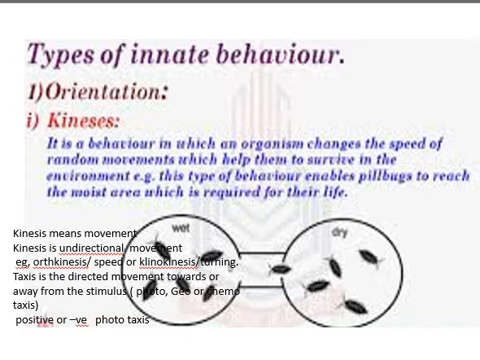 Types of innate behaviour.
1)Orientation:
i) Kineses:
It is a behaviour in which an organism changes the speed of
random movements which help them to survive in the
environment e.g. this type of behaviour enables pillbugs to reach
the moist area which is required for their life.
wet
dry
Kinesis means movement
Kinesis is undirectional movement
eg, orthkinesis/ speed or klinokinesis/turning.
Taxis is the directed movement towards or
away from the stimulus ( photo, Geo or chemo
taxis)
positive or –ve photo taxis